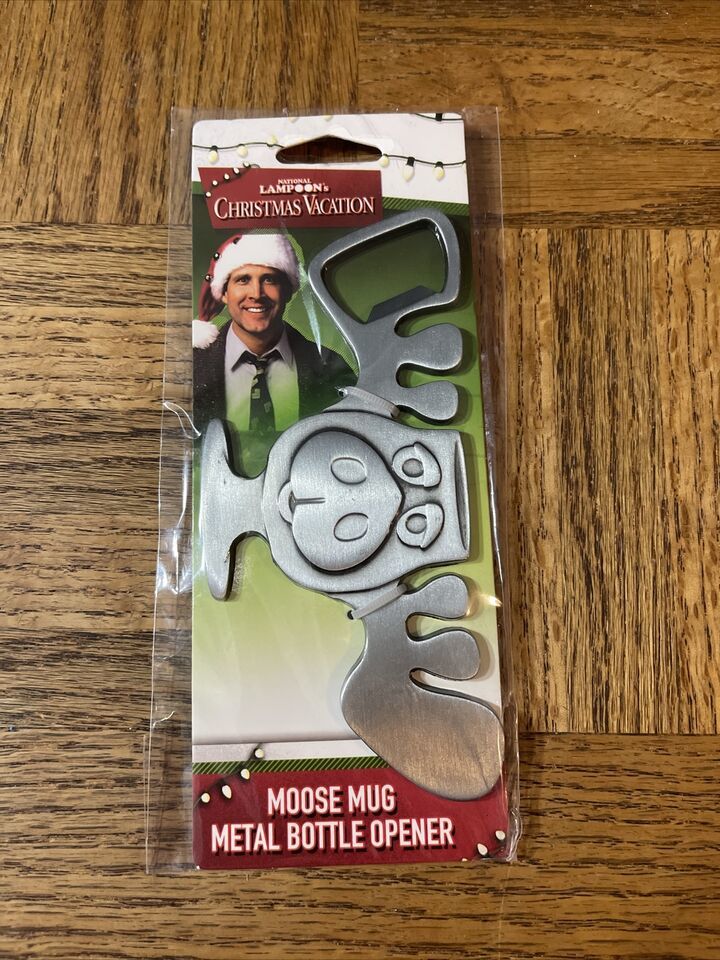 NATIONAL
LAMPOON's
CHRISTMAS VACATION
MOOSE MUG
METAL BOTTLE OPENER